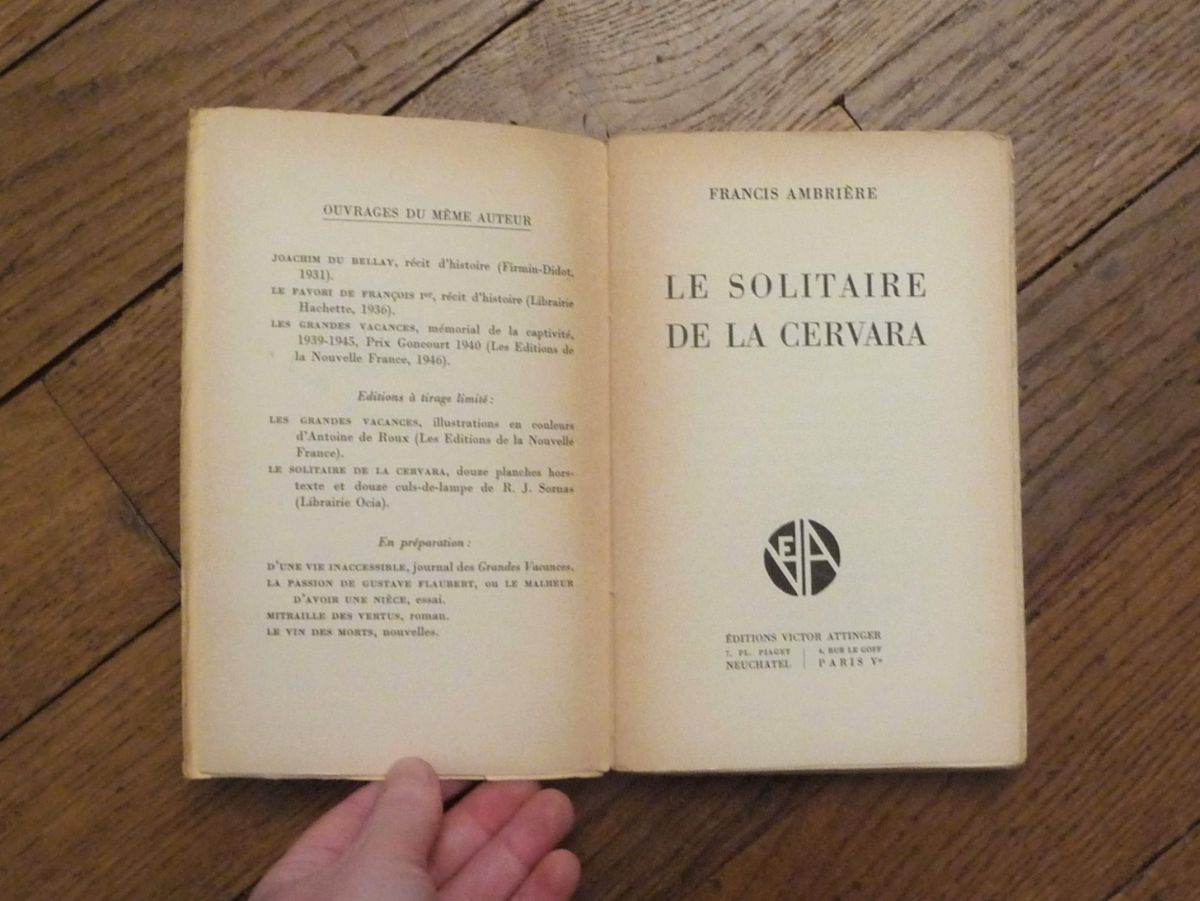 OUVRAGES DU MÊME AUTEUR
JOACHIM DU BELLAY, récit d'histoire (Firmin-Didot,
1931).
LE FAVORI DE FRANÇOIS Ier, récit d'histoire (Librairie
Hachette, 1936).
LES GRANDES VACANCES, mémorial de la captivité,
1939-1945, Prix Goncourt 1940 (Les Editions de
la Nouvelle France, 1946).
Editions à tirage limité :
LES GRANDES VACANCES, illustrations en couleurs
d'Antoine de Roux (Les Editions de la Nouvelle
France).
LE SOLITAIRE DE LA CERVARA, douze planches hors-
texte et douze culs-de-lampe de R. J. Sornas
(Librairie Ocia).
En préparation :
D'UNE VIE INACCESSIBLE, journal des Grandes Vacances.
LA PASSION DE GUSTAVE FLAUBERT, OU LE MALHEUR
D'AVOIR UNE NIÈCE, essai.
MITRAILLE DES VERTUS, roman.
LE VIN DES MORTS, nouvelles.
FRANCIS AMBRIÈRE
LE SOLITAIRE
DE LA CERVARA
VEA
ÉDITIONS VICTOR ATTINGER
7, PL. PIAGET 4, RUE LE GOFF
NEUCHATEL PARIS Ve